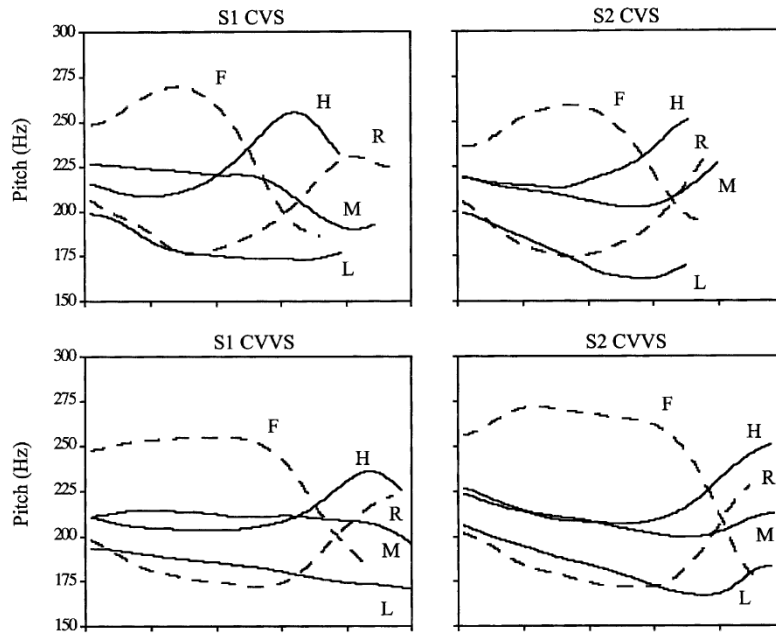 S1 CVS
S2 CVS
Pitch (Hz)
300
275
250
225
200
175
150
F
H
R
M
L
F
H
R
M
L
S1 CVVS
S2 CVVS
Pitch (Hz)
300
250
225
200
175
150
F
H
R
M
L
F
H
R
M
L